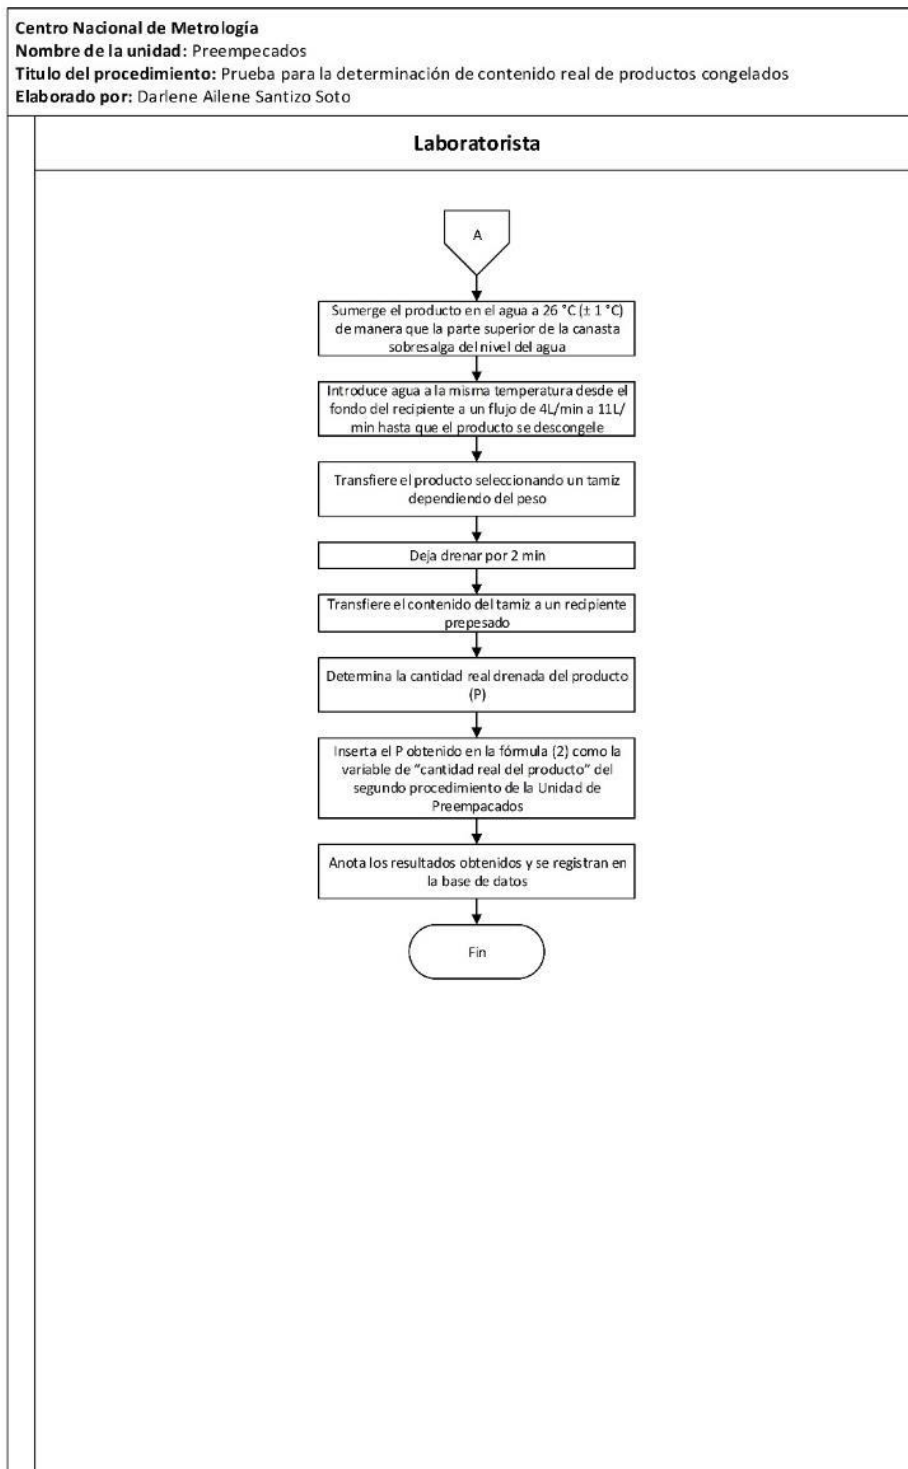 Centro Nacional de Metrología
Nombre de la unidad: Preempecados
Titulo del procedimiento: Prueba para la determinación de contenido real de productos congelados
Elaborado por: Darlene Ailene Santizo Soto
Laboratorista
A
Sumerge el producto en el agua a 26 °C (± 1 °C)
de manera que la parte superior de la canasta
sobresalga del nivel del agua
Introduce agua a la misma temperatura desde el
fondo del recipiente a un flujo de 4L/min a 11L/
min hasta que el producto se descongele
Transfiere el producto seleccionando un tamiz
dependiendo del peso
Deja drenar por 2 min
Transfiere el contenido del tamiz a un recipiente
prepesado
Determina la cantidad real drenada del producto
(P)
Inserta el P obtenido en la fórmula (2) como la
variable de “cantidad real del producto” del
segundo procedimiento de la Unidad de
Preempacados
Anota los resultados obtenidos y se registran en
la base de datos
Fin